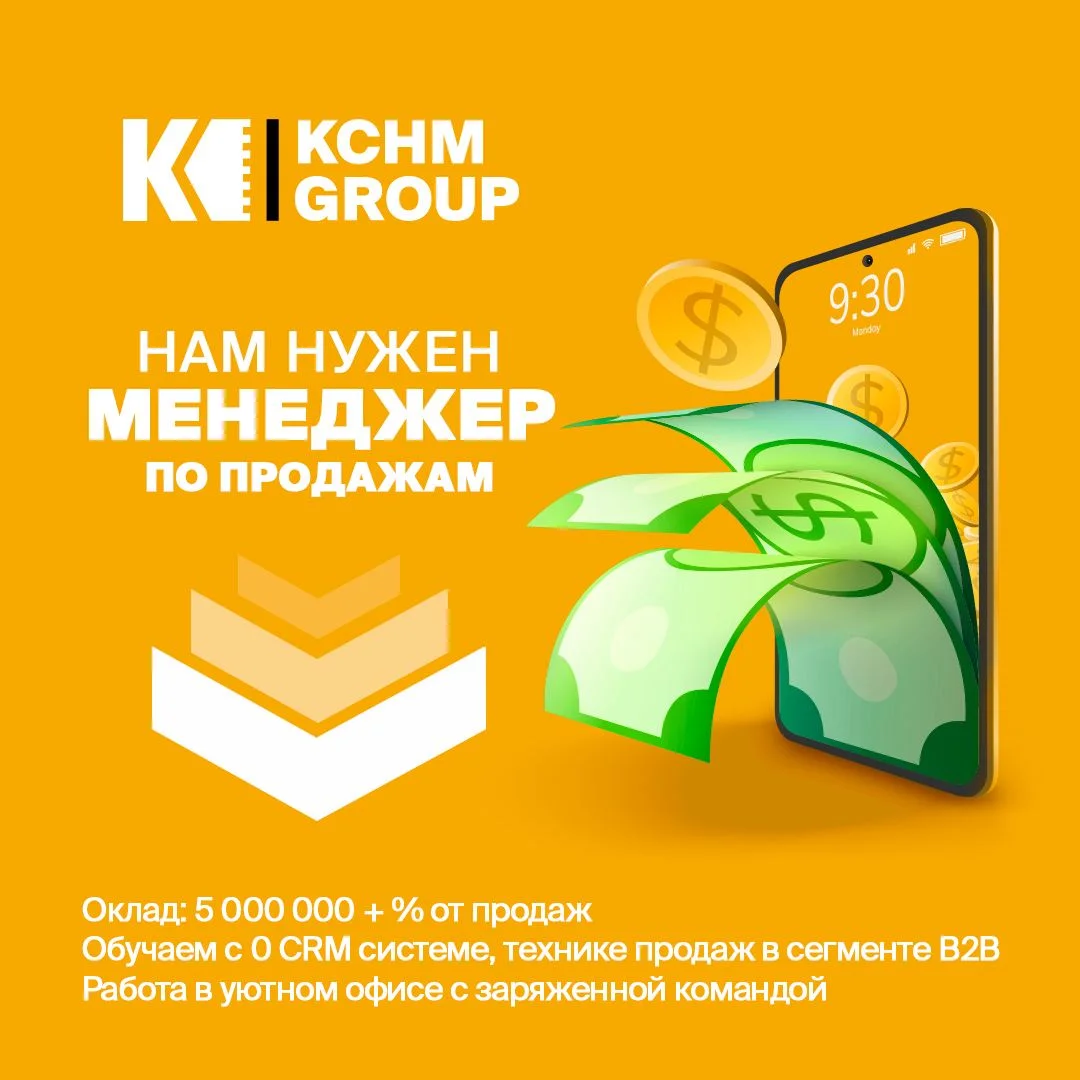 KCHM
GROUP
НАМ НУЖЕН
МЕНЕДЖЕР
ПО ПРОДАЖАМ
9:30
Monday
Оклад: 5 000 000 + % от продаж
Обучаем с 0 CRM системе, технике продаж в сегменте B2B
Работа в уютном офисе с заряженной командой